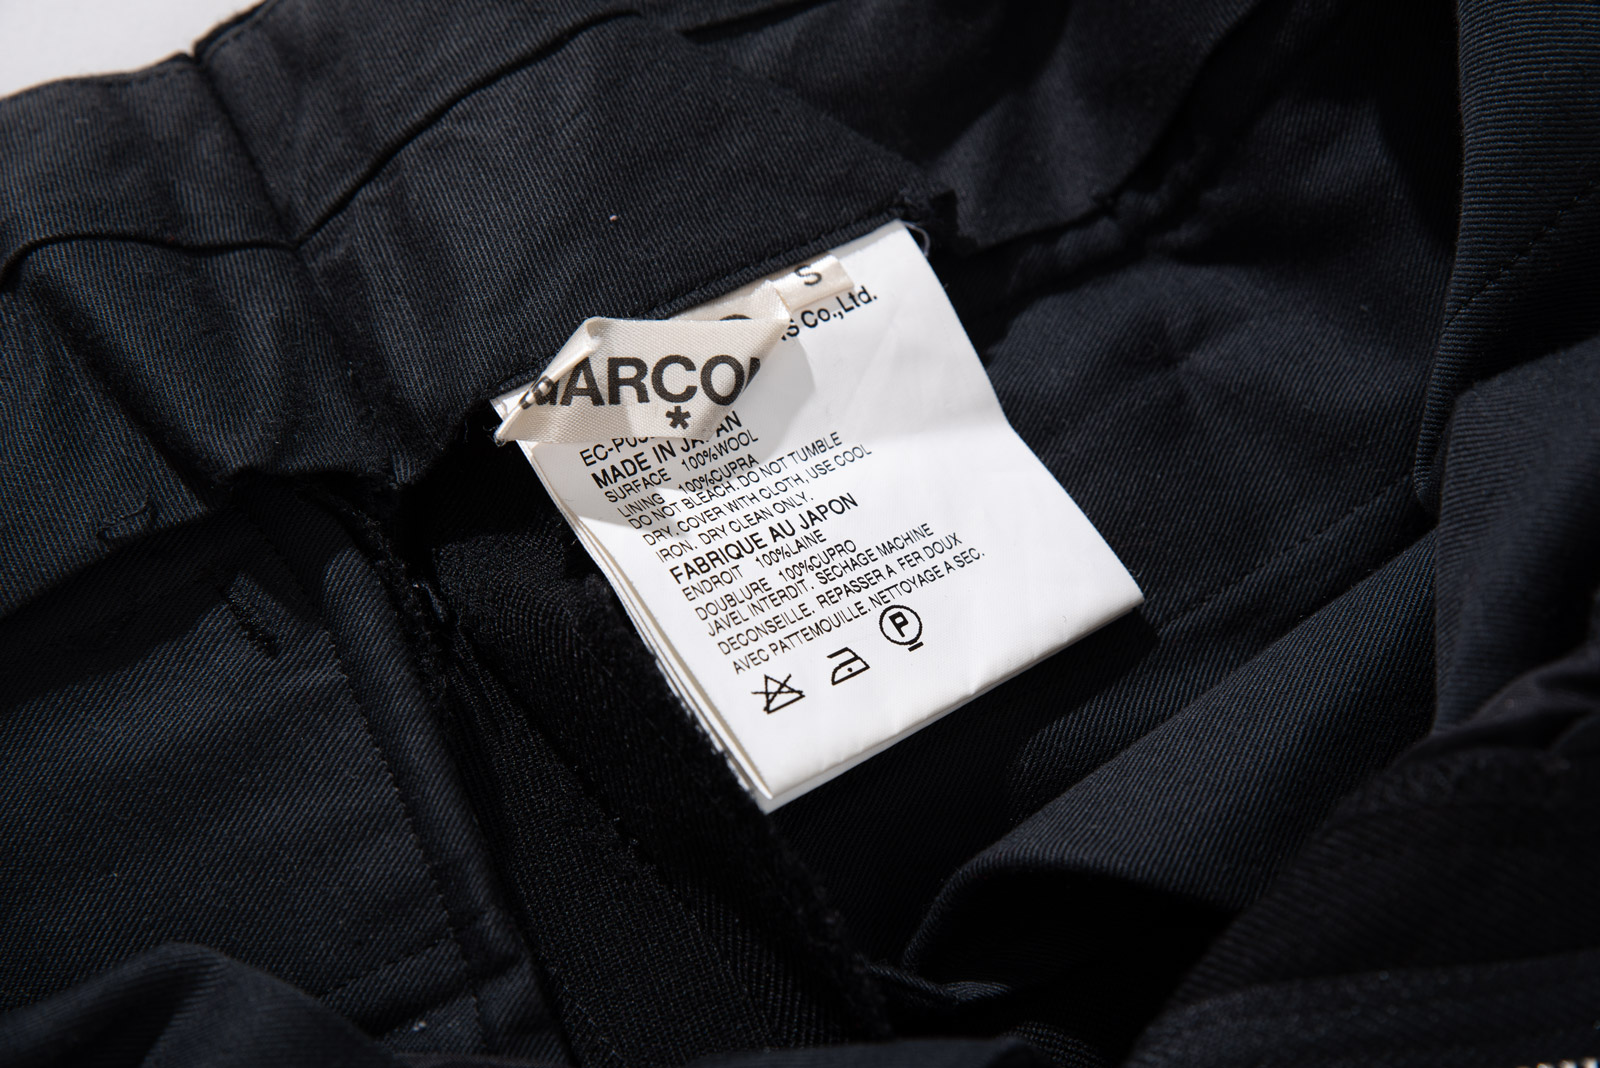 S
Co.,Ltd.
GARCO
*
MADE IN JAPAN
SURFACE 100%WOOL
LINING 100%CUPRA
DO NOT BLEACH. DO NOT TUMBLE
DRY. COVER WITH CLOTH, USE COOL
IRON. DRY CLEAN ONLY.
FABRIQUE AU JAPON
ENDROIT 100%LAINE
DOUBLURE 100%CUPRO
JAVEL INTERDIT. SECHAGE MACHINE
DECONSEILLE. REPASSER A FER DOUX
AVEC PATTEMOUILLE. NETTOYAGE A SEC.
P